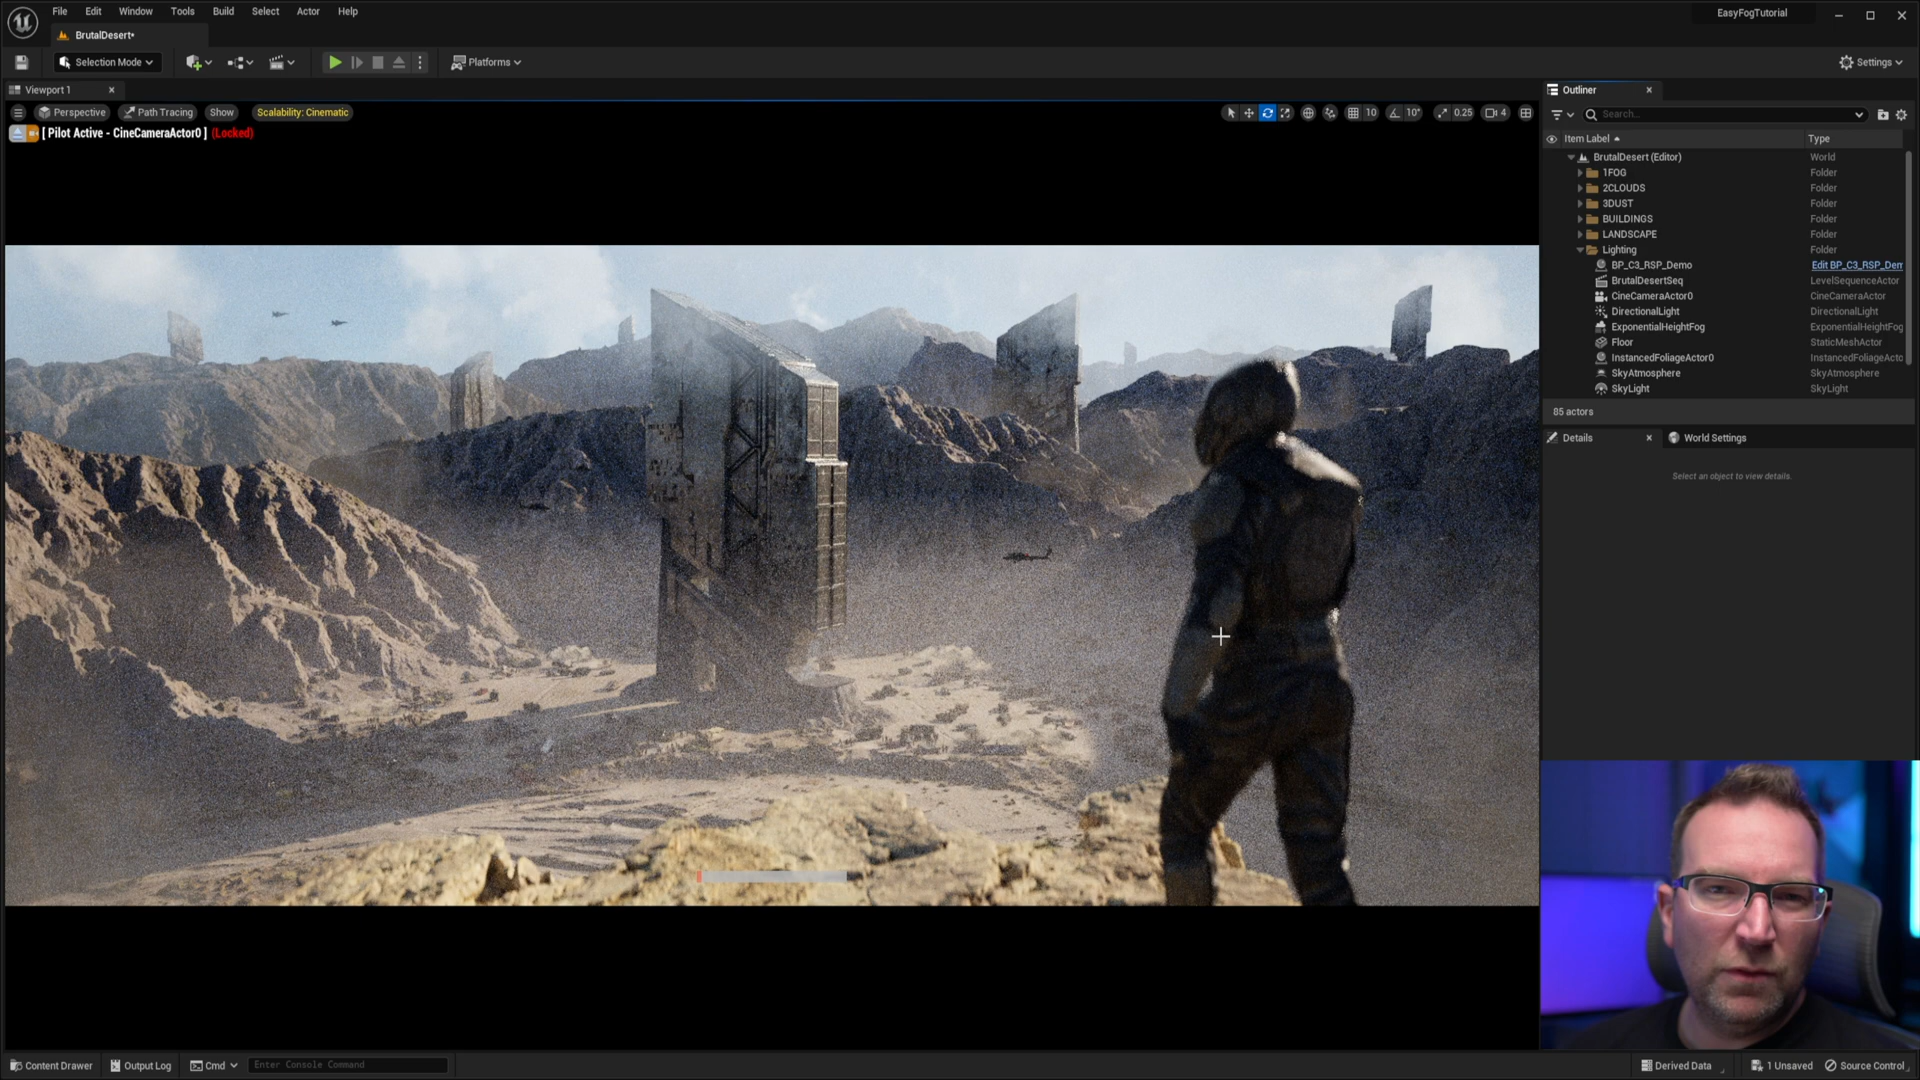 File Edit Window Tools Build Select Actor Help
EasyFogTutorial
BrutalDesert•
Selection Mode
Platforms
Settings
Viewport 1
Perspective Path Tracing Show Scalability: Cinematic
10 10° 0.25 4
[ Pilot Active - CineCameraActor0 ] (Locked)
Outliner
Search...
Item Label Type
BrutalDesert (Editor) World
1FOG Folder
2CLOUDS Folder
3DUST Folder
BUILDINGS Folder
LANDSCAPE Folder
Lighting Folder
BP_C3_RSP_Demo Edit BP_C3_RSP_Dem
BrutalDesertSeq LevelSequenceActor
CineCameraActor0 CineCameraActor
DirectionalLight DirectionalLight
ExponentialHeightFog ExponentialHeightFog
Floor StaticMeshActor
InstancedFoliageActor0 InstancedFoliageActo
SkyAtmosphere SkyAtmosphere
SkyLight SkyLight
85 actors
Details World Settings
Select an object to view details.
Content Drawer Output Log Cmd Enter Console Command
Derived Data 1 Unsaved Source Control